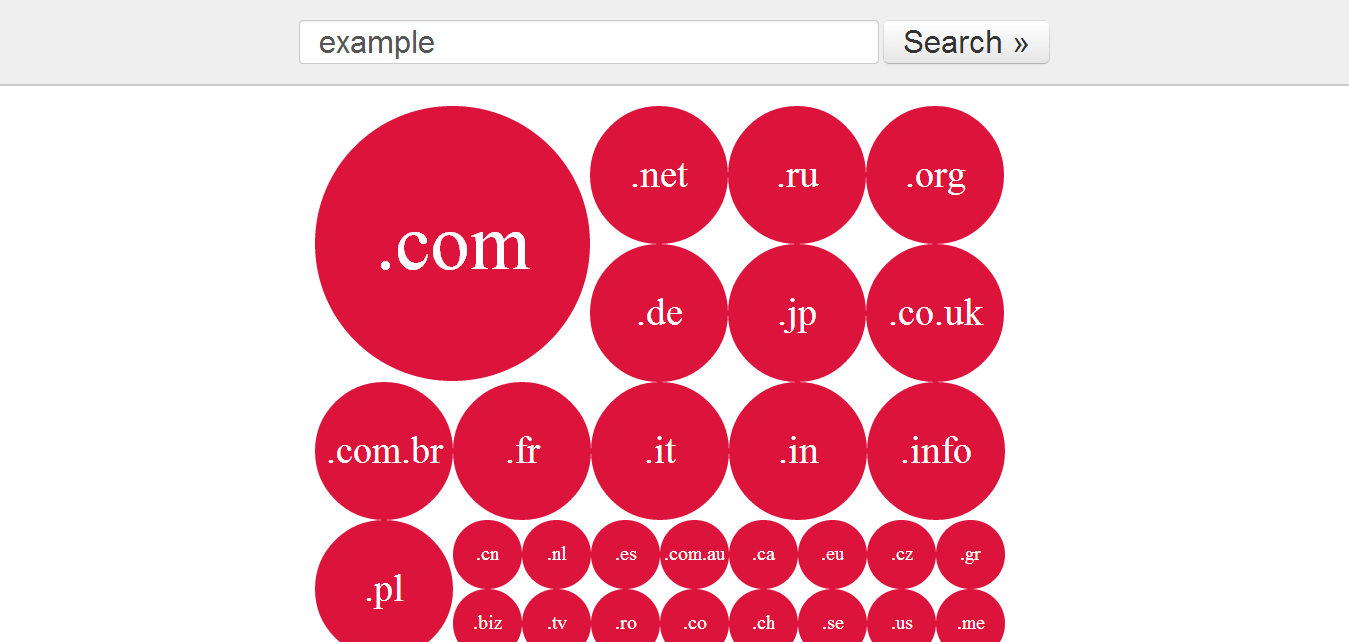 example Search »
.com .net .ru .org
.de .jp .co.uk
.com.br .fr .it .in .info
.pl .cn .nl .es .com.au .ca .eu .cz .gr
.biz .tv .ro .co .ch .se .us .me